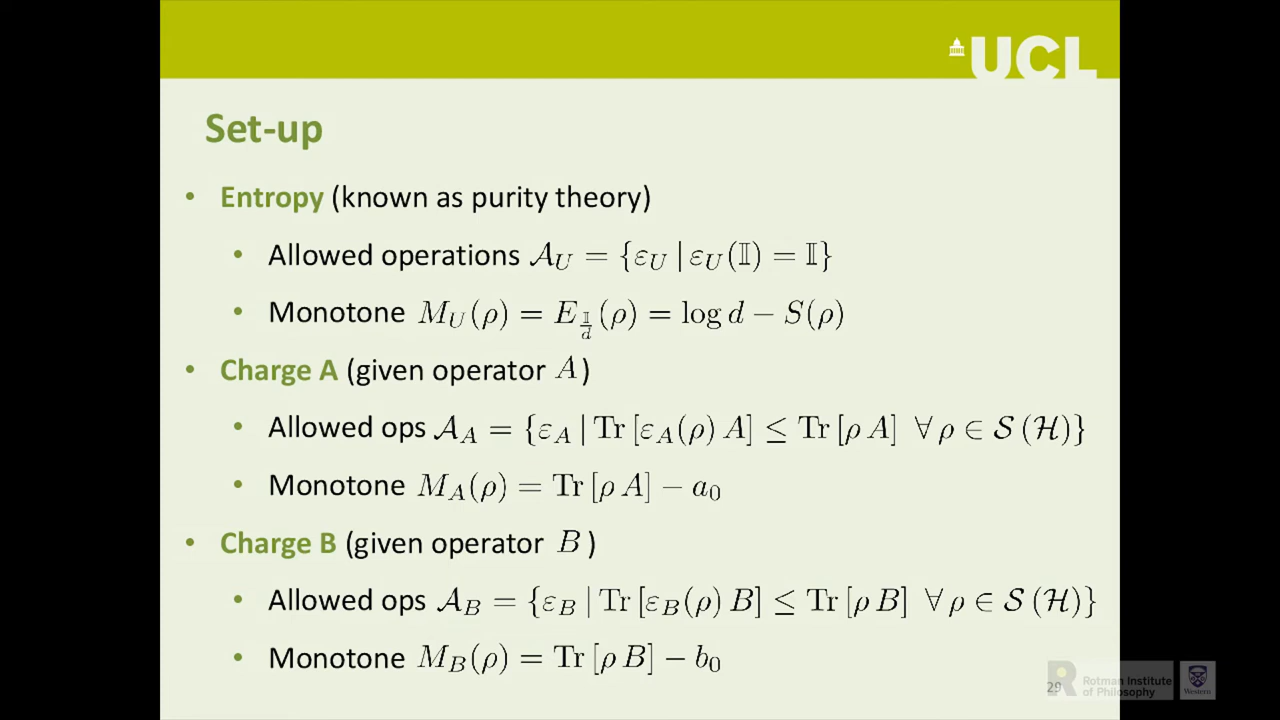 UCL
Set-up
• Entropy (known as purity theory)
• Allowed operations 𝒜_U = {ε_U | ε_U(𝕀) = 𝕀}
• Monotone M_U(ρ) = E_{𝕀/d}(ρ) = log d − S(ρ)
• Charge A (given operator A)
• Allowed ops 𝒜_A = {ε_A | Tr [ε_A(ρ) A] ≤ Tr [ρ A] ∀ ρ ∈ 𝒮 (ℋ)}
• Monotone M_A(ρ) = Tr [ρ A] − a_0
• Charge B (given operator B)
• Allowed ops 𝒜_B = {ε_B | Tr [ε_B(ρ) B] ≤ Tr [ρ B] ∀ ρ ∈ 𝒮 (ℋ)}
• Monotone M_B(ρ) = Tr [ρ B] − b_0
29
R
Rotman Institute
of Philosophy
Western